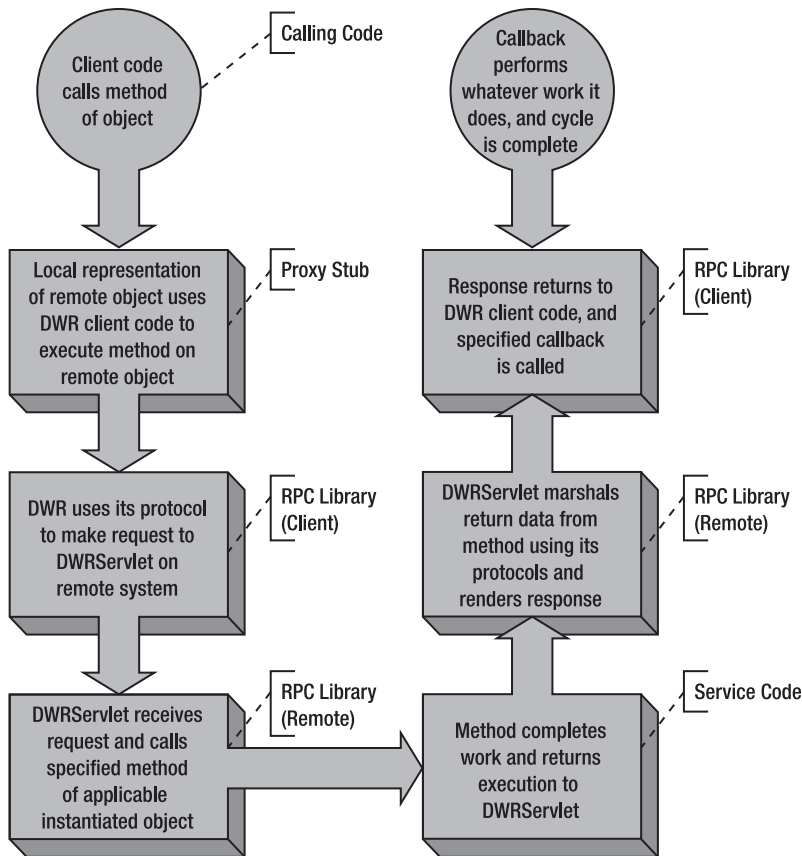 Client code
calls method
of object
Calling Code
Local representation
of remote object uses
DWR client code to
execute method on
remote object
Proxy Stub
DWR uses its protocol
to make request to
DWRServlet on
remote system
RPC Library
(Client)
DWRServlet receives
request and calls
specified method
of applicable
instantiated object
RPC Library
(Remote)
Method completes
work and returns
execution to
DWRServlet
Service Code
DWRServlet marshals
return data from
method using its
protocols and
renders response
RPC Library
(Remote)
Response returns to
DWR client code, and
specified callback
is called
RPC Library
(Client)
Callback
performs
whatever work it
does, and cycle
is complete